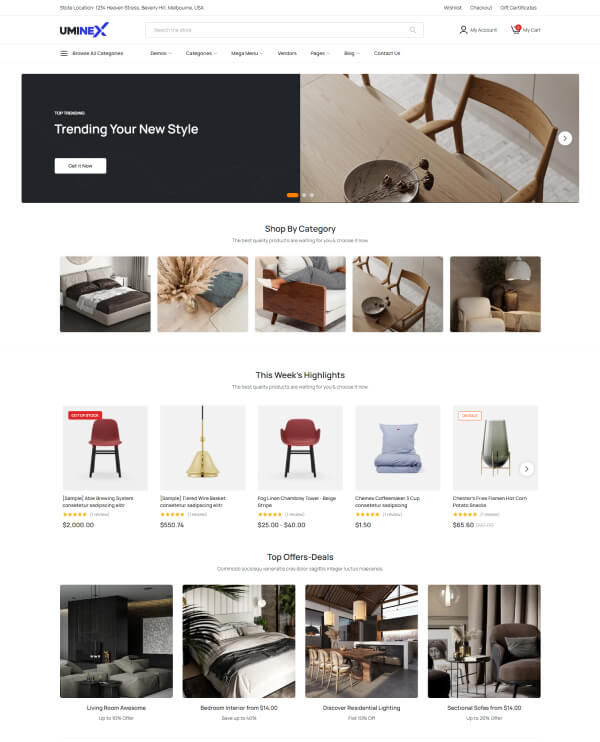 State Location: 1234 Heaven Stress, Beverly Hill, Melbourne, USA.
Wishlist Checkout Gift Certificates
UMINEX
Search the store
My Account
0
My Cart
Browse All Categories
Demos Categories Mega Menu Vendors Pages Blog Contact Us
TOP TRENDING
Trending Your New Style
Get It Now
Shop By Category
The best quality products are waiting for you & choose it now
This Week's Highlights
The best quality products are waiting for you & choose it now
OUT OF STOCK
ON SALE
[Sample] Able Brewing System
consetetur sadipscing elitr
(1 review)
$2,000.00
[Sample] Tiered Wire Basket
consetetur sadipscing elitr
(1 review)
$550.74
Fog Linen Chambray Towel - Beige
Stripe
(1 review)
$25.00 - $40.00
Chemex Coffeemaker 3 Cup
consetetur sadipscing
(1 review)
$1.50
Chester's Free Flamen Hot Corn
Potato Snacks
(1 review)
$65.60
Top Offers-Deals
Commodo sociosqu venenatis cras dolor sagittis integer luctus maecenas.
Living Room Awesome
Up to 10% Offer
Bedroom Interior from $14.00
Save up to 40%
Discover Residential Lighting
Flat 10% Off
Sectional Sofas from $14.00
Up to 20% Offer